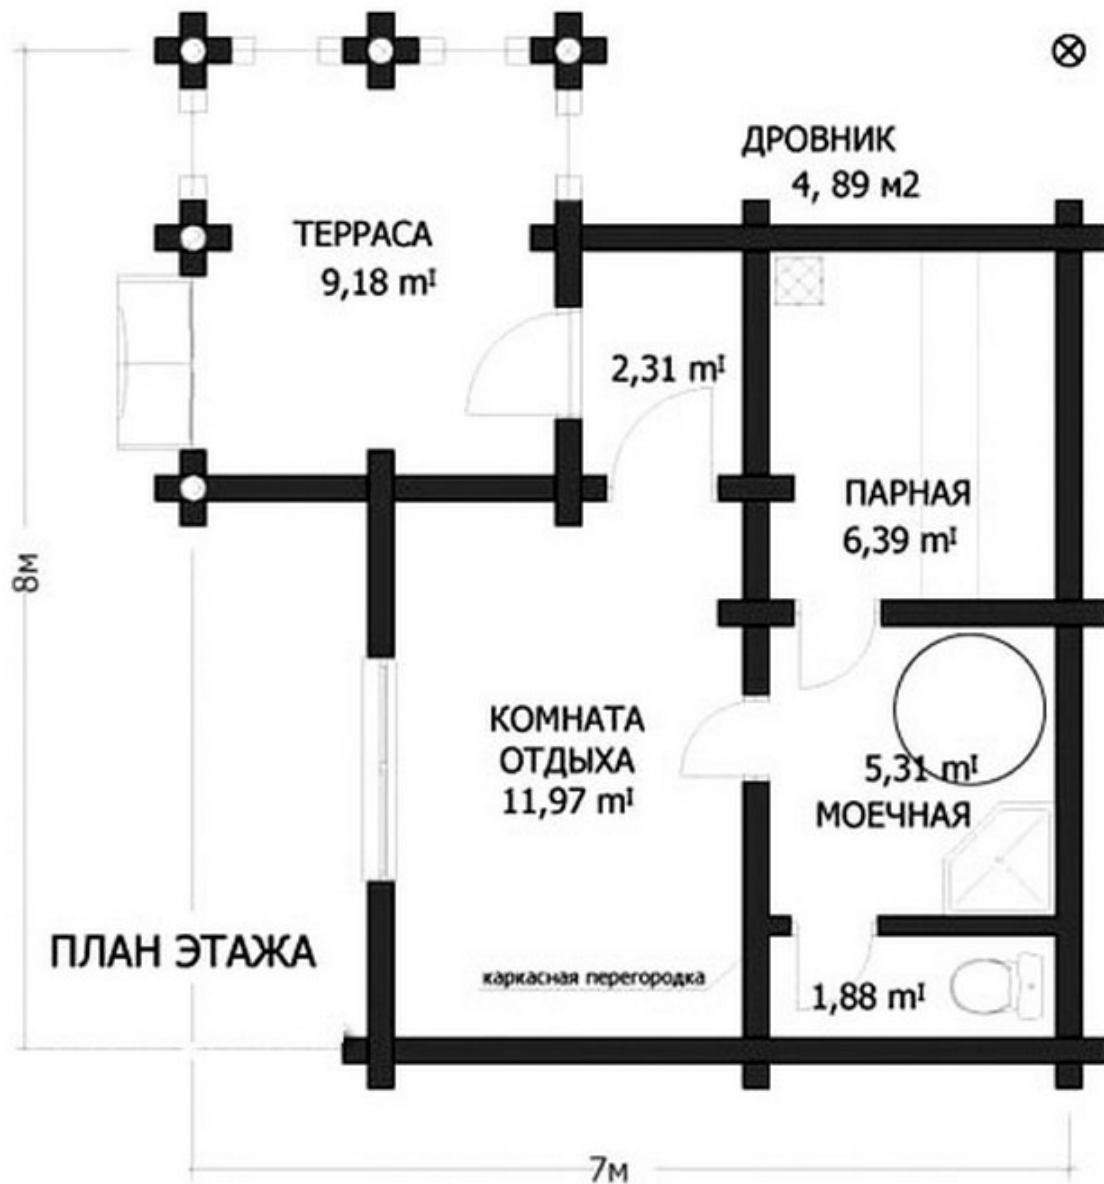 ДРОВНИК
4, 89 м2
ТЕРРАСА
9,18 mᴵ
2,31 mᴵ
ПАРНАЯ
6,39 mᴵ
8м
КОМНАТА
ОТДЫХА
11,97 mᴵ
5,31 mᴵ
МОЕЧНАЯ
ПЛАН ЭТАЖА
каркасная перегородка
1,88 mᴵ
7м